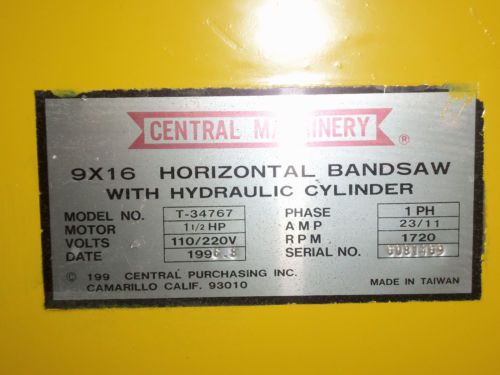 CENTRAL MACHINERY ®
9X16 HORIZONTAL BANDSAW
WITH HYDRAULIC CYLINDER
MODEL NO. T-34767 PHASE 1 PH
MOTOR 1 1/2 HP AMP 23/11
VOLTS 110/220V RPM 1720
DATE SERIAL NO.
© 199 CENTRAL PURCHASING INC.
CAMARILLO CALIF. 93010 MADE IN TAIWAN